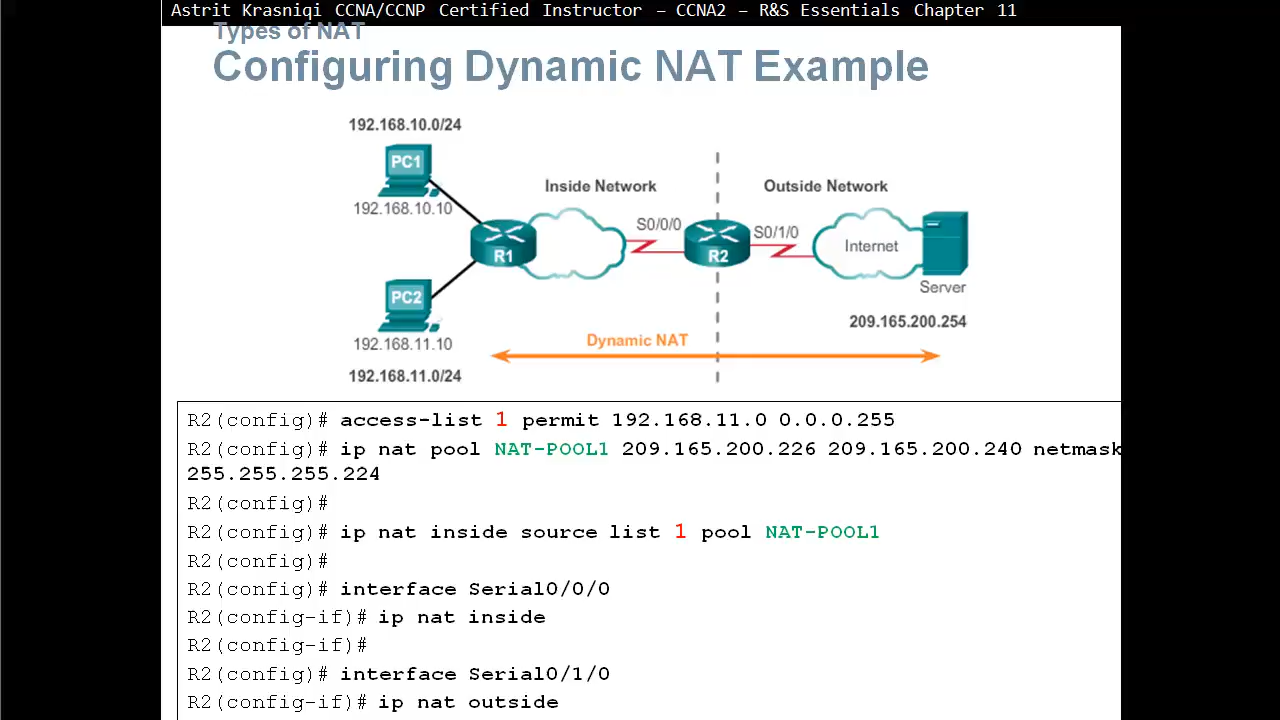 Astrit Krasniqi CCNA/CCNP Certified Instructor – CCNA2 – R&S Essentials Chapter 11
Types of NAT
Configuring Dynamic NAT Example
192.168.10.0/24
PC1
192.168.10.10
Inside Network
Outside Network
S0/0/0
S0/1/0
R1
R2
Internet
Server
PC2
192.168.11.10
192.168.11.0/24
209.165.200.254
Dynamic NAT
R2(config)# access-list 1 permit 192.168.11.0 0.0.0.255
R2(config)# ip nat pool NAT-POOL1 209.165.200.226 209.165.200.240 netmask
255.255.255.224
R2(config)#
R2(config)# ip nat inside source list 1 pool NAT-POOL1
R2(config)#
R2(config)# interface Serial0/0/0
R2(config-if)# ip nat inside
R2(config-if)#
R2(config)# interface Serial0/1/0
R2(config-if)# ip nat outside